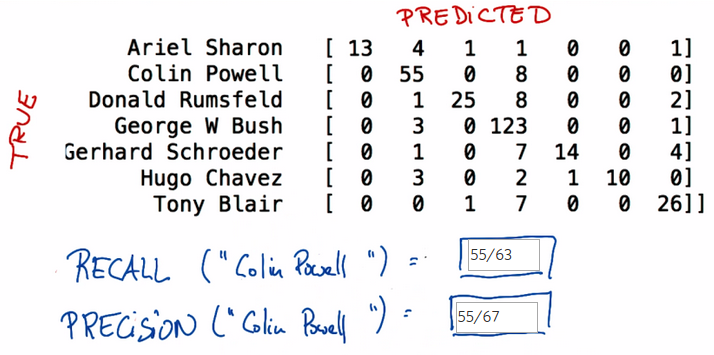 PREDICTED
Ariel Sharon [ 13 4 1 1 0 0 1]
Colin Powell [ 0 55 0 8 0 0 0]
Donald Rumsfeld [ 0 1 25 8 0 0 2]
George W Bush [ 0 3 0 123 0 0 1]
Gerhard Schroeder [ 0 1 0 7 14 0 4]
Hugo Chavez [ 0 3 0 2 1 10 0]
Tony Blair [ 0 0 1 7 0 0 26]]
TRUE
RECALL ("Colin Powell") = 55/63
PRECISION ("Colin Powell") = 55/67